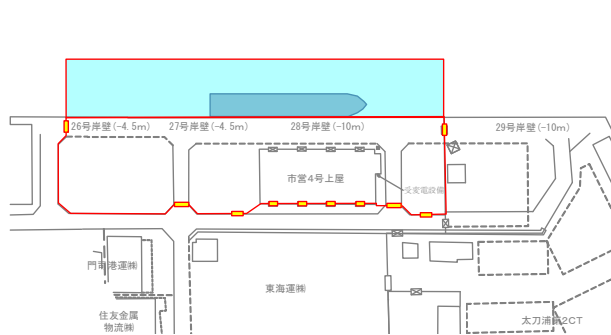 26号岸壁(-4.5m)
27号岸壁(-4.5m)
28号岸壁(-10m)
29号岸壁(-10m)
市営4号上屋
受変電設備
門司港運㈱
東海運㈱
住友金属
物流㈱
太刀浦第2CT